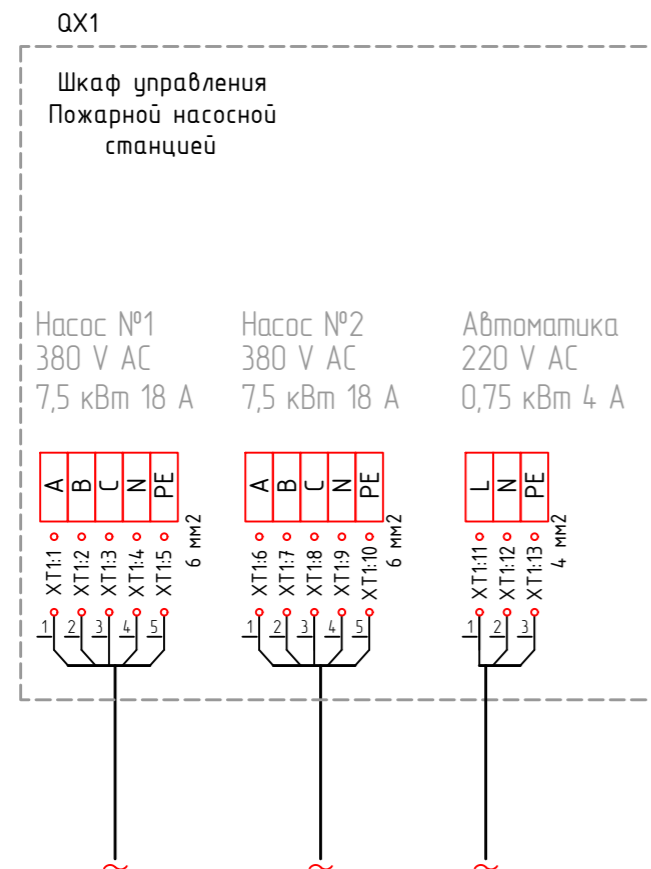 QX1
Шкаф управления
Пожарной насосной
станцией
Насос №1
380 V AC
7,5 кВт 18 А
A
B
C
N
PE
6 мм2
XT1:1
XT1:2
XT1:3
XT1:4
XT1:5
1
2
3
4
5
Насос №2
380 V AC
7,5 кВт 18 А
A
B
C
N
PE
6 мм2
XT1:6
XT1:7
XT1:8
XT1:9
XT1:10
1
2
3
4
5
Автоматика
220 V AC
0,75 кВт 4 А
L
N
PE
4 мм2
XT1:11
XT1:12
XT1:13
1
2
3